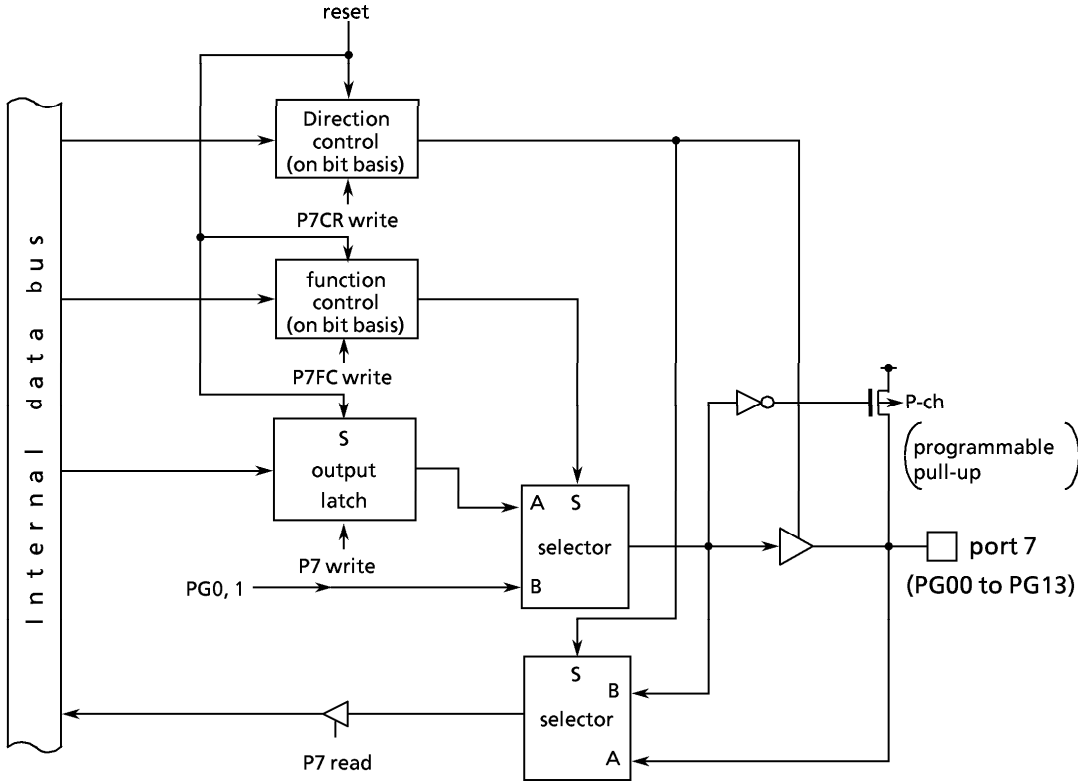 reset
Internal data bus
Direction
control
(on bit basis)
P7CR write
function
control
(on bit basis)
P7FC write
S
output
latch
P7 write
PG0, 1
A S
selector
B
P-ch
programmable
pull-up
port 7
(PG00 to PG13)
S
B
selector
A
P7 read